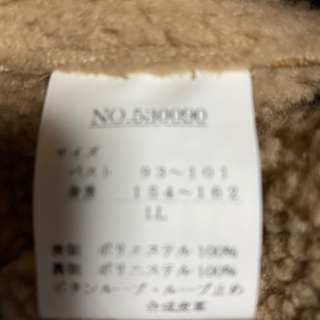 NO.530090
サイズ
バスト 93～101
身長 154～162
LL
表地 ポリエステル100%
裏地 ポリエステル100%
ボタンループ・ループ止め
合成皮革